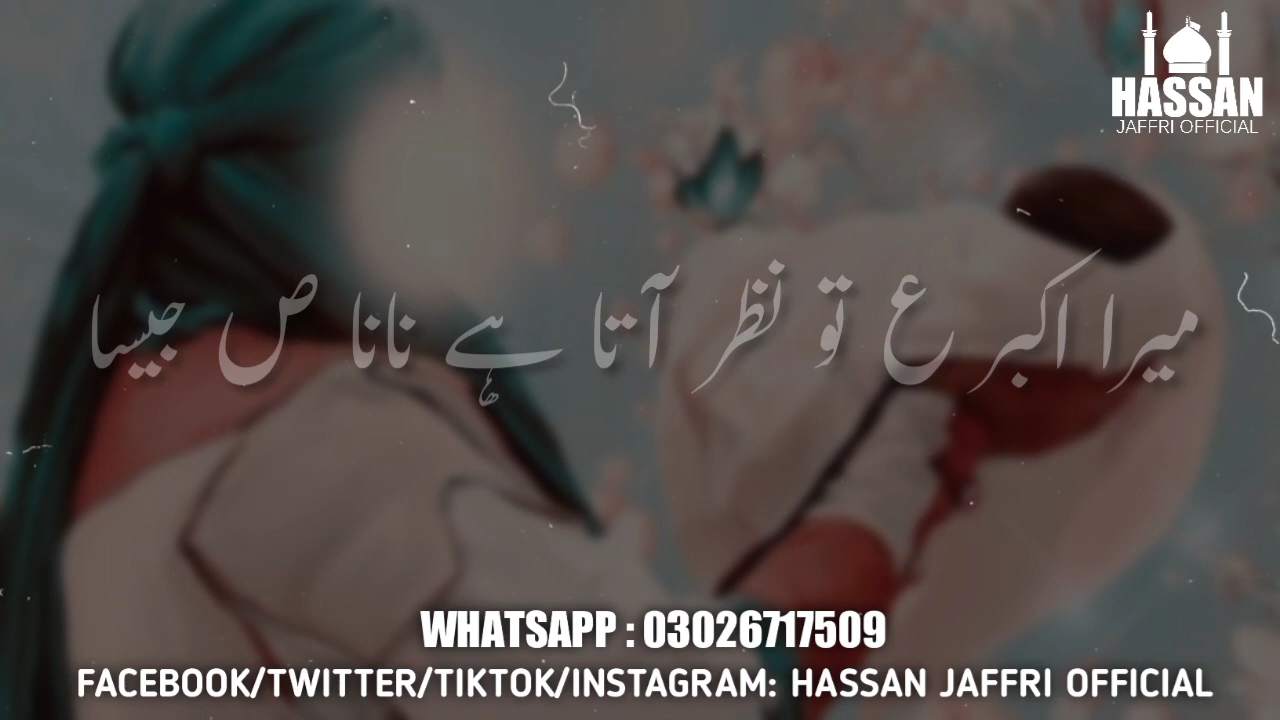 HASSAN
JAFFRI OFFICIAL
میرا اکبر ع تو نظر آتا ہے نانا ص جیسا
WHATSAPP : 03026717509
FACEBOOK/TWITTER/TIKTOK/INSTAGRAM: HASSAN JAFFRI OFFICIAL